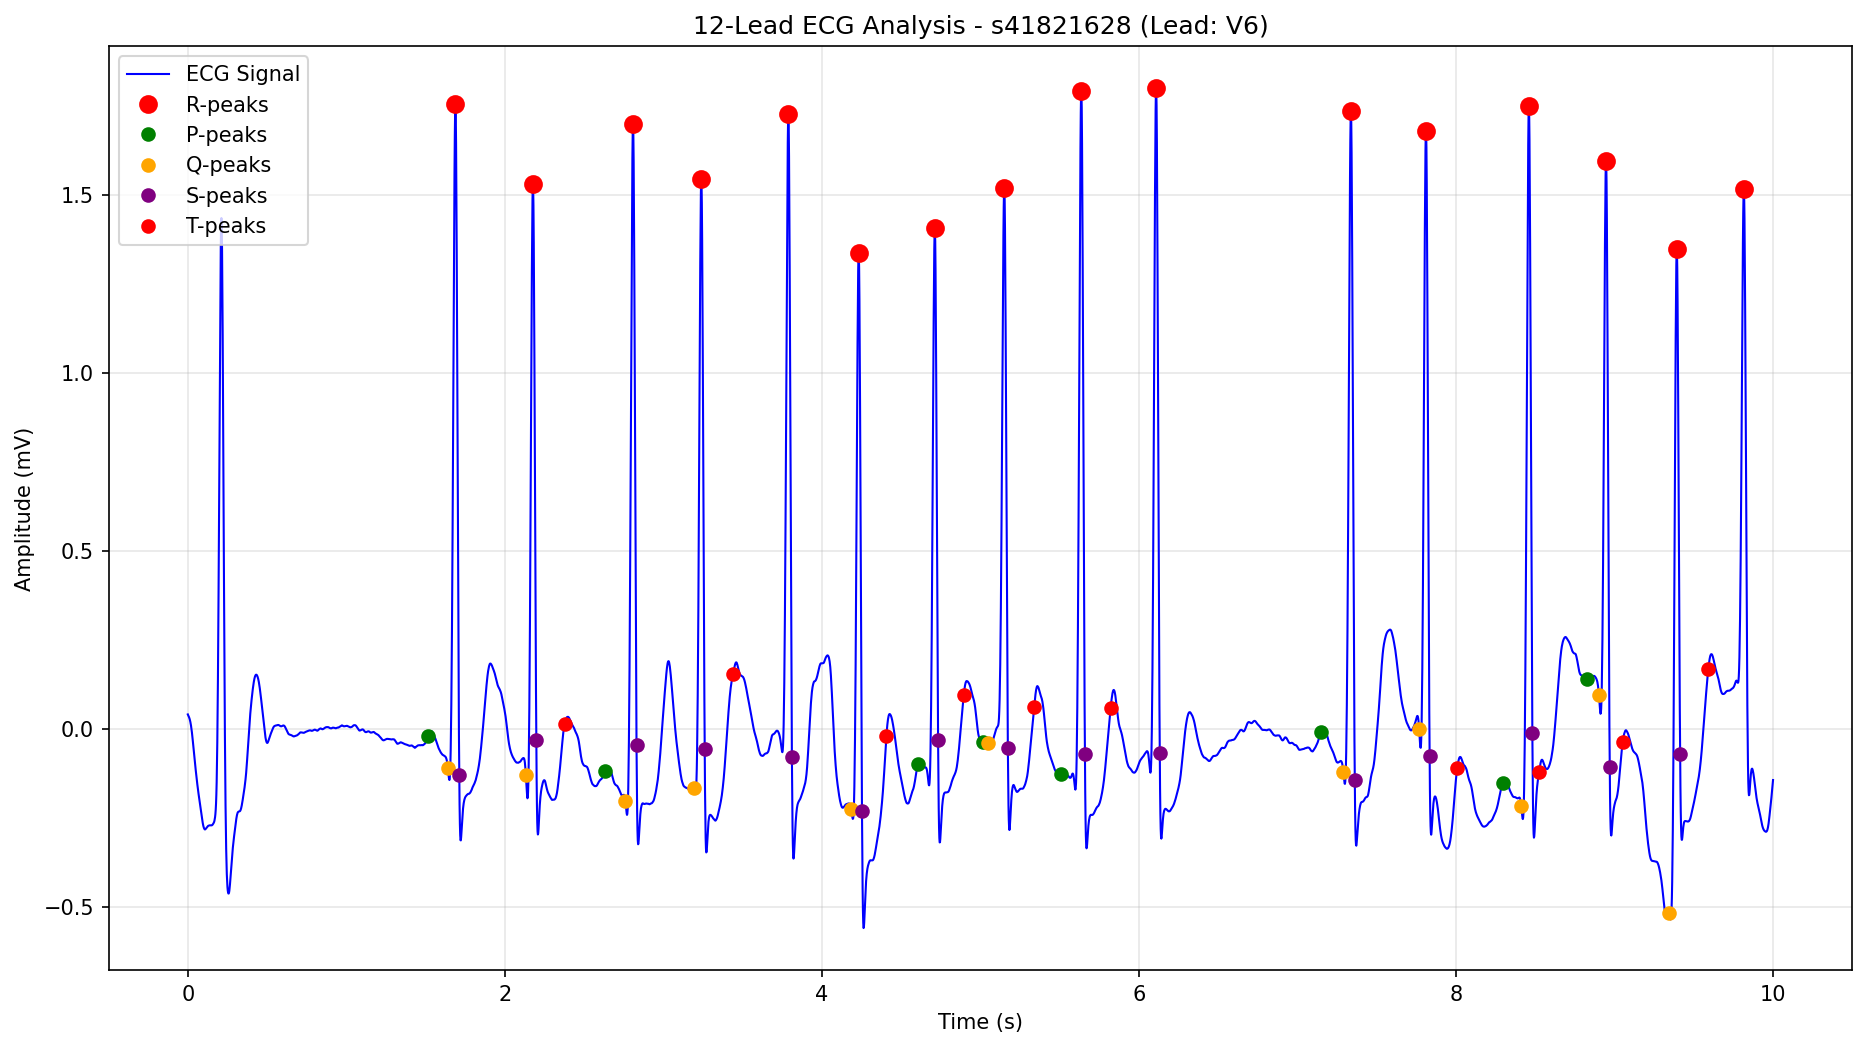 12-Lead ECG Analysis - s41821628 (Lead: V6)
ECG Signal
R-peaks
P-peaks
Q-peaks
S-peaks
T-peaks
Amplitude (mV)
1.5
1.0
0.5
0.0
−0.5
0 2 4 6 8 10
Time (s)